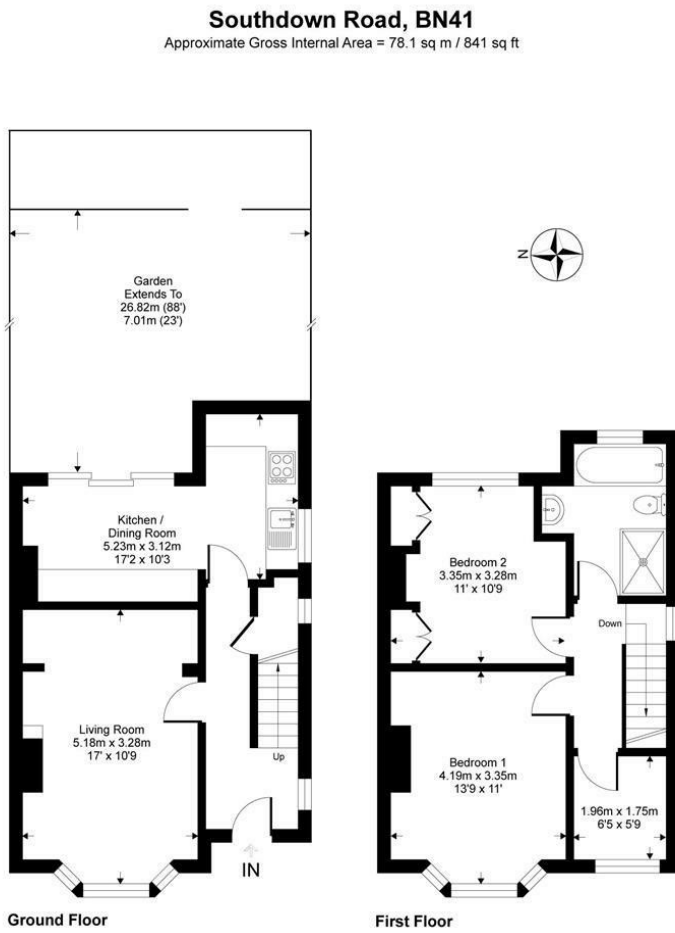 Southdown Road, BN41
Approximate Gross Internal Area = 78.1 sq m / 841 sq ft
Garden
Extends To
26.82m (88')
7.01m (23')
N
Kitchen /
Dining Room
5.23m x 3.12m
17'2 x 10'3
Living Room
5.18m x 3.28m
17' x 10'9
Up
IN
Ground Floor
Bedroom 2
3.35m x 3.28m
11' x 10'9
Down
Bedroom 1
4.19m x 3.35m
13'9 x 11'
1.96m x 1.75m
6'5 x 5'9
First Floor